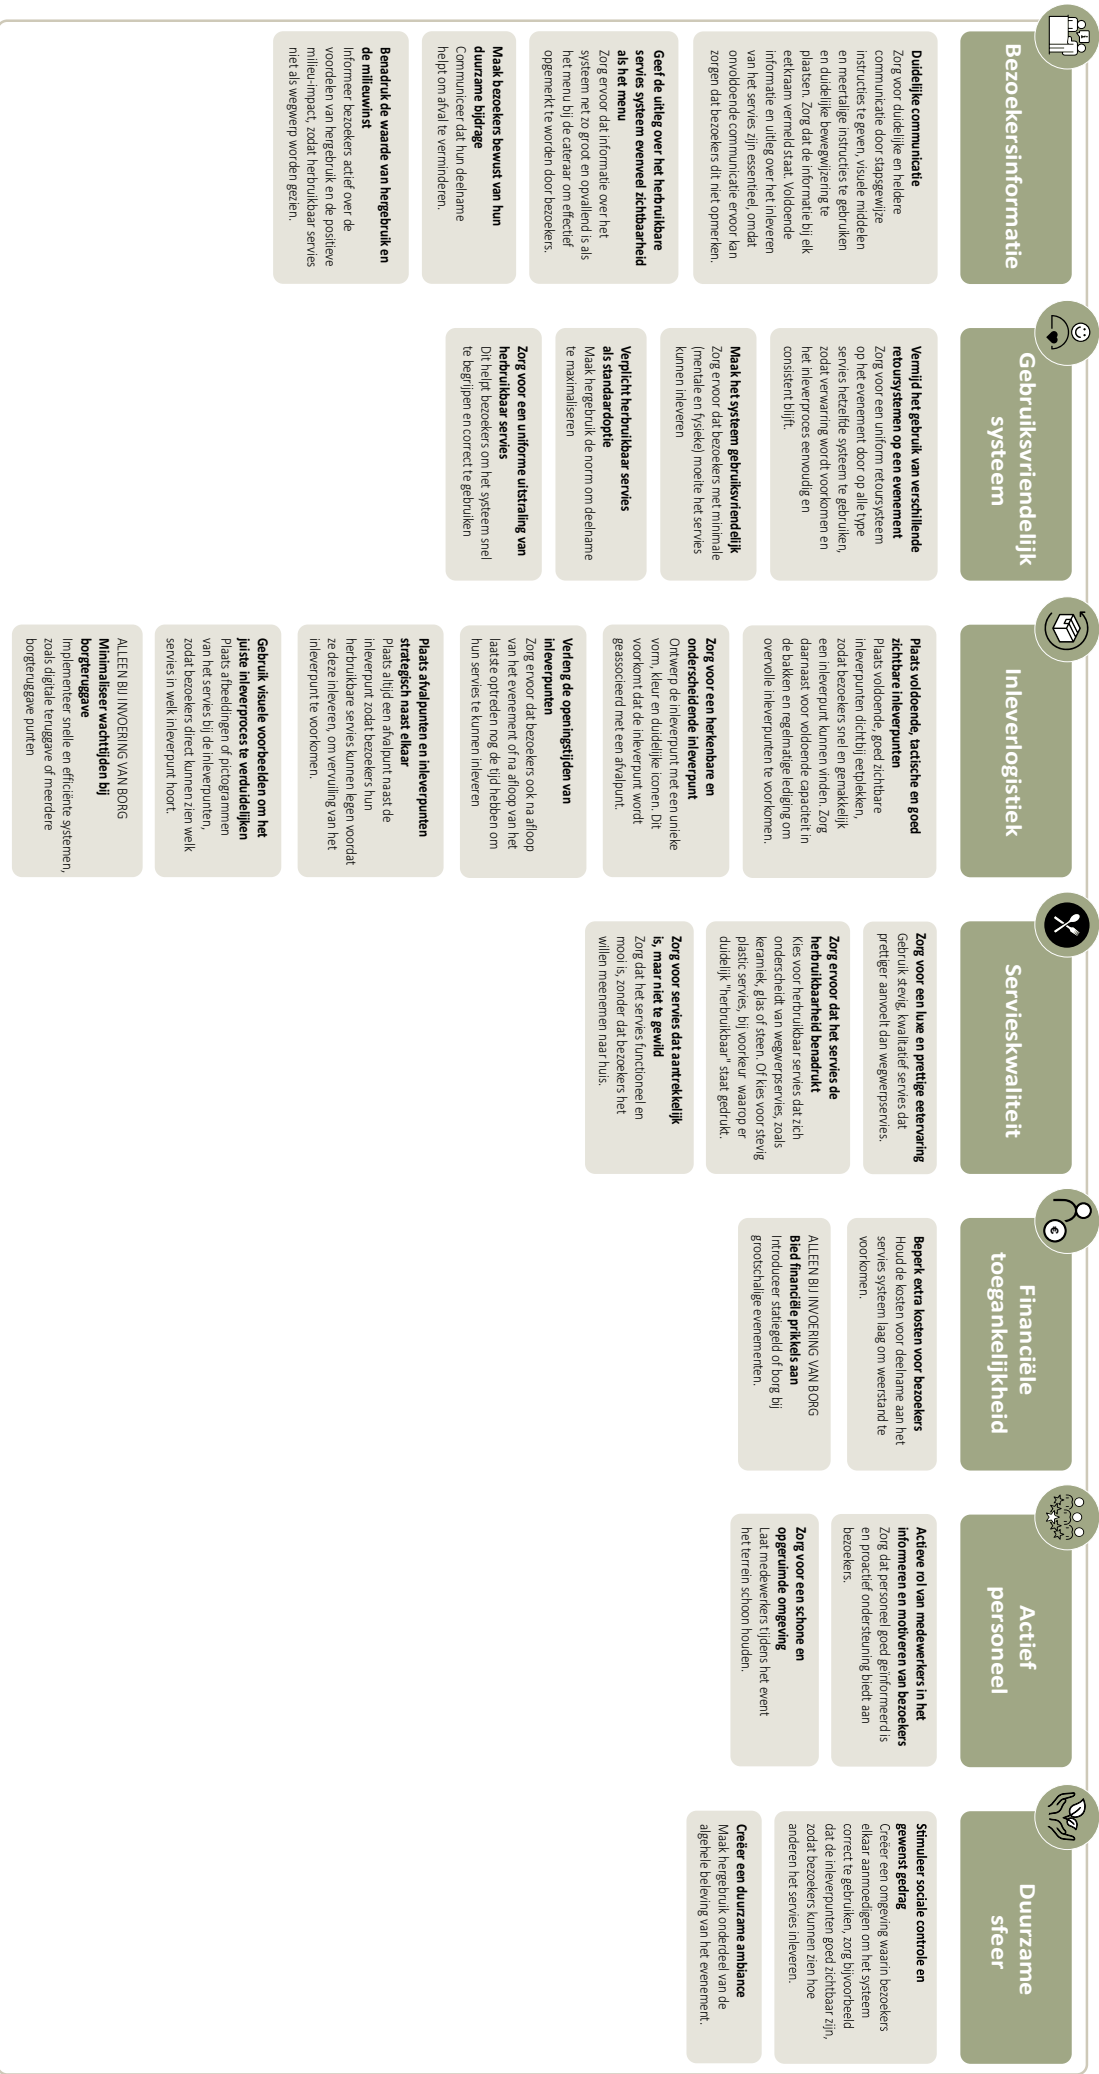 Bezoekersinformatie
Duidelijke communicatie
Zorg voor duidelijke en heldere
communicatie door stapsgewijze
instructies te geven, visuele middelen
en meertalige instructies te gebruiken
en duidelijke bewegwijzering te
plaatsen. Zorg dat de informatie bij elk
eetkraam vermeld staat. Voldoende
informatie en uitleg over het inleveren
van het servies zijn essentieel, omdat
onvoldoende communicatie ervoor kan
zorgen dat bezoekers dit niet opmerken.
Geef de uitleg over het herbruikbare
servies systeem evenveel zichtbaarheid
als het menu
Zorg ervoor dat informatie over het
systeem net zo groot en opvallend is als
het menu bij de cateraar om effectief
opgemerkt te worden door bezoekers.
Maak bezoekers bewust van hun
duurzame bijdrage
Communiceer dat hun deelname
helpt om afval te verminderen.
Benadruk de waarde van hergebruik en
de milieuwinst
Informeer bezoekers actief over de
voordelen van hergebruik en de positieve
milieu-impact, zodat herbruikbaar servies
niet als wegwerp worden gezien.
Gebruiksvriendelijk
systeem
Vermijd het gebruik van verschillende
retoursystemen op een evenement
Zorg voor een uniform retoursysteem
op het evenement door op alle type
servies hetzelfde systeem te gebruiken,
zodat verwarring wordt voorkomen en
het inleverproces eenvoudig en
consistent blijft.
Maak het systeem gebruiksvriendelijk
Zorg ervoor dat bezoekers met minimale
(mentale en fysieke) moeite het servies
kunnen inleveren
Verplicht herbruikbaar servies
als standaardoptie
Maak hergebruik de norm om deelname
te maximaliseren
Zorg voor een uniforme uitstraling van
herbruikbaar servies
Dit helpt bezoekers om het systeem snel
te begrijpen en correct te gebruiken
Inleverlogistiek
Plaats voldoende, tactische en goed
zichtbare inleverpunten
Plaats voldoende, goed zichtbare
inleverpunten dichtbij eetplekken,
zodat bezoekers snel en gemakkelijk
een inleverpunt kunnen vinden. Zorg
daarnaast voor voldoende capaciteit in
de bakken en regelmatige lediging om
overvolle inleverpunten te voorkomen.
Zorg voor een herkenbare en
onderscheidende inleverpunt
Ontwerp de inleverpunt met een unieke
vorm, kleur en duidelijke iconen. Dit
voorkomt dat de inleverpunt wordt
geassocieerd met een afvalpunt.
Verleng de openingstijden van
inleverpunten
Zorg ervoor dat bezoekers ook na afloop
van het evenement of na afloop van het
laatste optreden nog de tijd hebben om
hun servies te kunnen inleveren
Plaats afvalpunten en inleverpunten
strategisch naast elkaar
Plaats altijd een afvalpunt naast de
inleverpunt zodat bezoekers hun
herbruikbare servies kunnen legen voordat
ze deze inleveren, om vervuiling van het
inleverpunt te voorkomen.
Gebruik visuele voorbeelden om het
juiste inleverproces te verduidelijken
Plaats afbeeldingen of pictogrammen
van het servies bij de inleverpunten,
zodat bezoekers direct kunnen zien welk
servies in welk inleverpunt hoort.
ALLEEN BIJ INVOERING VAN BORG
Minimaliseer wachttijden bij
borgteruggave
Implementeer snelle en efficiënte systemen,
zoals digitale teruggave of meerdere
borgteruggave punten
Servieskwaliteit
Zorg voor een luxe en prettige eetervaring
Gebruik stevig, kwalitatief servies dat
prettiger aanvoelt dan wegwerpservies.
Zorg ervoor dat het servies de
herbruikbaarheid benadrukt
Kies voor herbruikbaar servies dat zich
onderscheidt van wegwerpservies, zoals
keramiek, glas of steen. Of kies voor stevig
plastic servies, bij voorkeur waarop er
duidelijk "herbruikbaar" staat gedrukt.
Zorg voor servies dat aantrekkelijk
is, maar niet te gewild
Zorg dat het servies functioneel en
mooi is, zonder dat bezoekers het
willen meenemen naar huis.
Financiële
toegankelijkheid
Beperk extra kosten voor bezoekers
Houd de kosten voor deelname aan het
servies systeem laag om weerstand te
voorkomen.
ALLEEN BIJ INVOERING VAN BORG
Bied financiële prikkels aan
Introduceer statiegeld of borg bij
grootschalige evenementen.
Actief
personeel
Actieve rol van medewerkers in het
informeren en motiveren van bezoekers
Zorg dat personeel goed geïnformeerd is
en proactief ondersteuning biedt aan
bezoekers.
Zorg voor een schone en
opgeruimde omgeving
Laat medewerkers tijdens het event
het terrein schoon houden.
Duurzame
sfeer
Stimuleer sociale controle en
gewenst gedrag
Creëer een omgeving waarin bezoekers
elkaar aanmoedigen om het systeem
correct te gebruiken, zorg bijvoorbeeld
dat de inleverpunten goed zichtbaar zijn,
zodat bezoekers kunnen zien hoe
anderen het servies inleveren.
Creëer een duurzame ambiance
Maak hergebruik onderdeel van de
algehele beleving van het evenement.